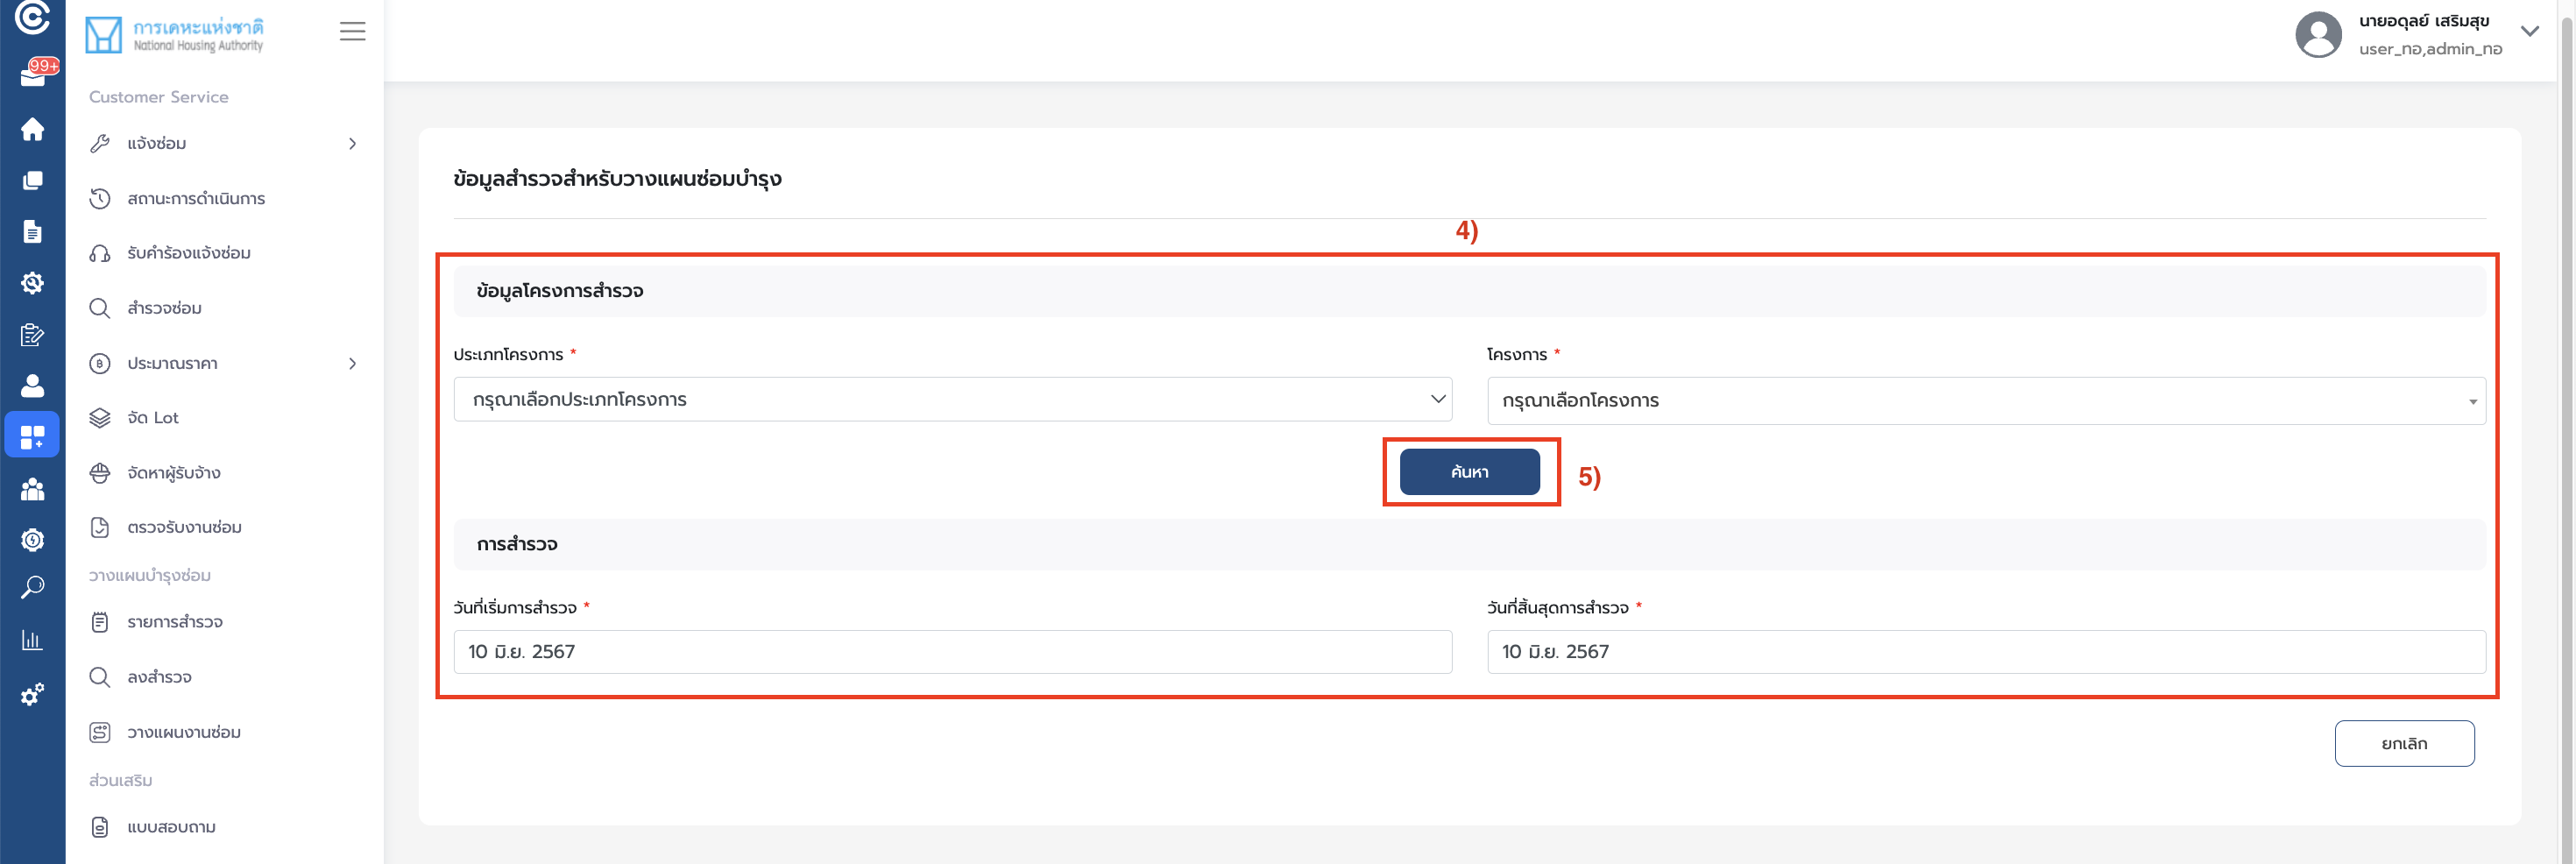 การเคหะแห่งชาติ
National Housing Authority
นายอดุลย์ เสริมสุข
user_กอ,admin_กอ
99+
Customer Service
แจ้งซ่อม
สถานะการดำเนินการ
รับคำร้องแจ้งซ่อม
สำรวจซ่อม
ประมาณราคา
จัด Lot
จัดหาผู้รับจ้าง
ตรวจรับงานซ่อม
วางแผนบำรุงซ่อม
รายการสำรวจ
ลงสำรวจ
วางแผนงานซ่อม
ส่วนเสริม
แบบสอบถาม
ข้อมูลสำรวจสำหรับวางแผนซ่อมบำรุง
4)
ข้อมูลโครงการสำรวจ
ประเภทโครงการ *
โครงการ *
กรุณาเลือกประเภทโครงการ
กรุณาเลือกโครงการ
ค้นหา
5)
การสำรวจ
วันที่เริ่มการสำรวจ *
วันที่สิ้นสุดการสำรวจ *
10 มิ.ย. 2567
10 มิ.ย. 2567
ยกเลิก